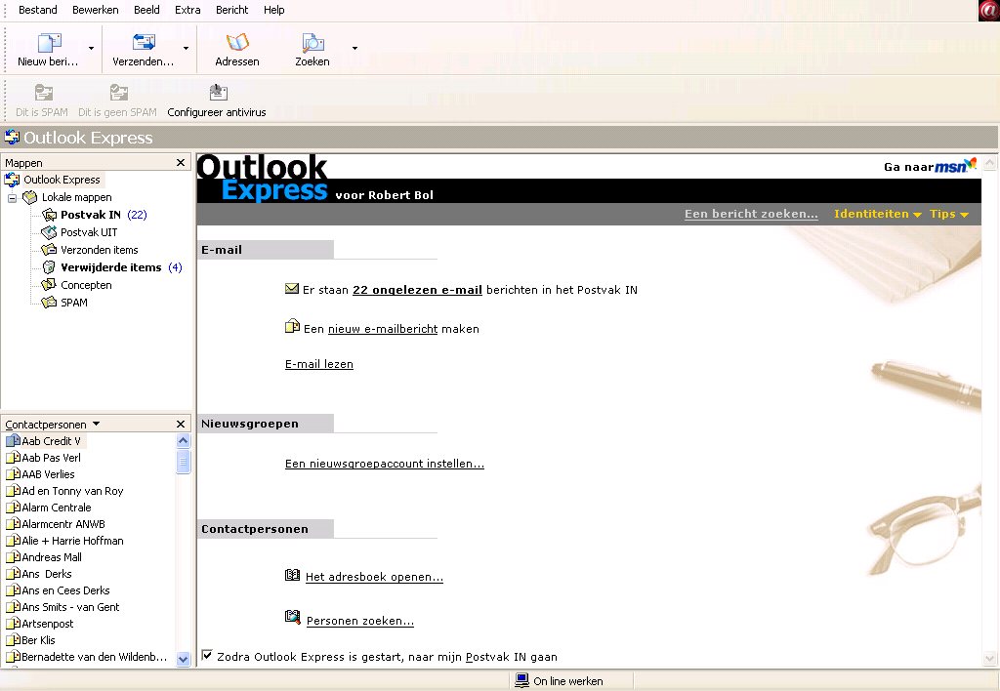 Bestand Bewerken Beeld Extra Bericht Help
Nieuw beri... Verzenden... Adressen Zoeken
Dit is SPAM Dit is geen SPAM Configureer antivirus
Outlook Express
Mappen
Outlook Express
Lokale mappen
Postvak IN (22)
Postvak UIT
Verzonden items
Verwijderde items (4)
Concepten
SPAM
Contactpersonen
Aab Credit V
Aab Pas Verl
AAB Verlies
Ad en Tonny van Roy
Alarm Centrale
Alarmcentr ANWB
Alie + Harrie Hoffman
Andreas Mall
Ans Derks
Ans en Cees Derks
Ans Smits - van Gent
Artsenpost
Ber Klis
Bernadette van den Wildenb...
Outlook
Express voor Robert Bol
Ga naar msn
Een bericht zoeken... Identiteiten Tips
E-mail
Er staan 22 ongelezen e-mail berichten in het Postvak IN
Een nieuw e-mailbericht maken
E-mail lezen
Nieuwsgroepen
Een nieuwsgroepaccount instellen...
Contactpersonen
Het adresboek openen...
Personen zoeken...
Zodra Outlook Express is gestart, naar mijn Postvak IN gaan
On line werken